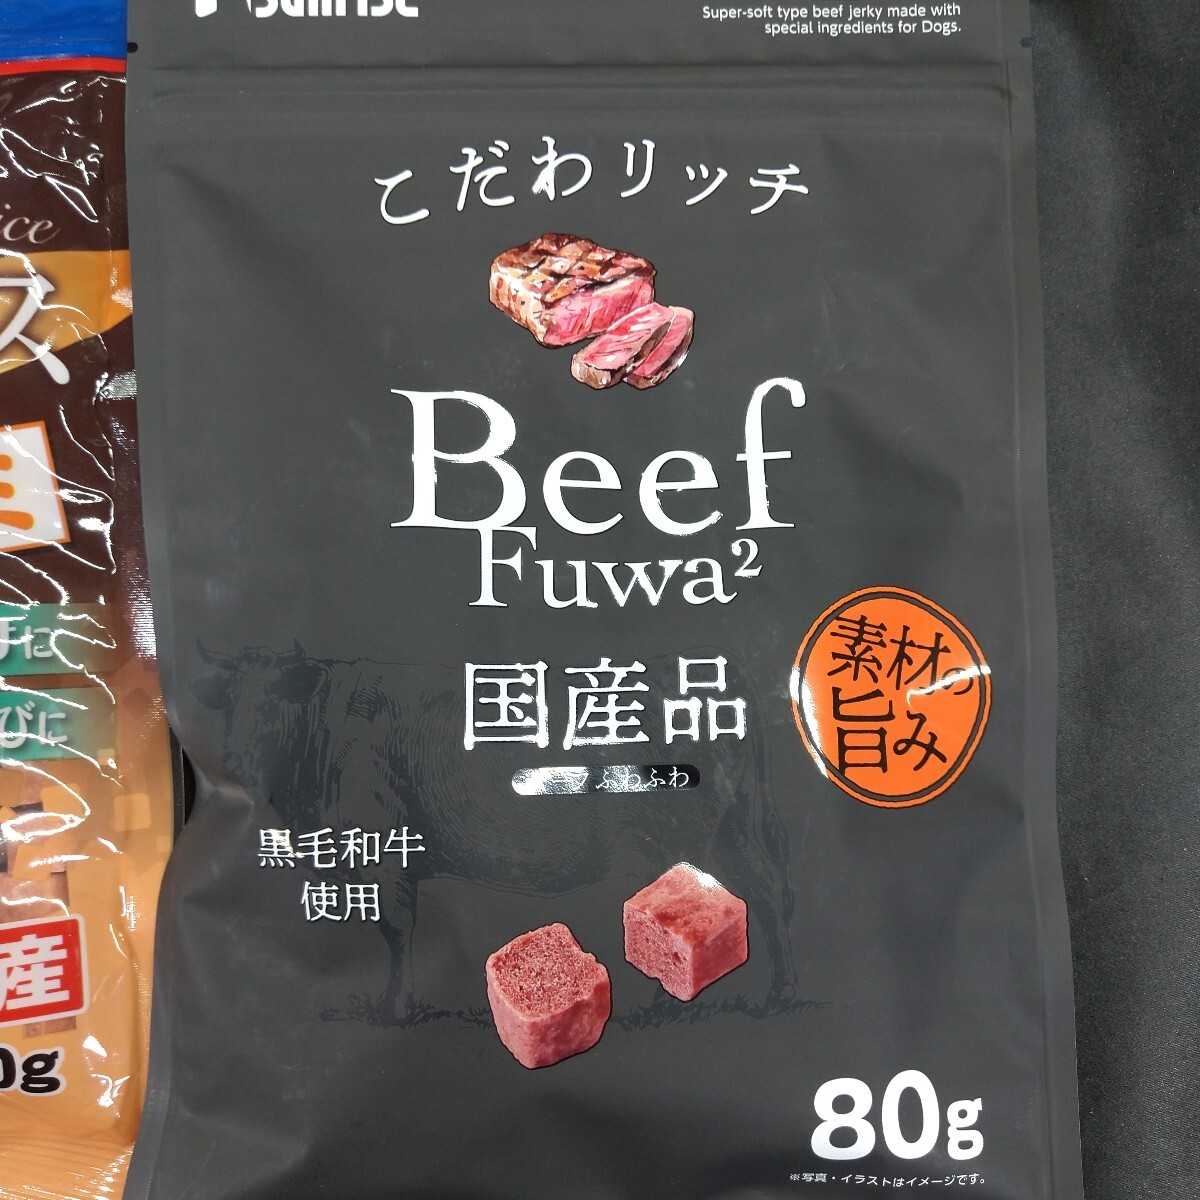 Sunrise
Super-soft type beef jerky made with
special ingredients for Dogs.
こだわリッチ
Beef
Fuwa²
国産品
ふわふわ
素材の
旨み
黒毛和牛
使用
80g
※写真・イラストはイメージです。
ice
ス
に
びに
産
0g